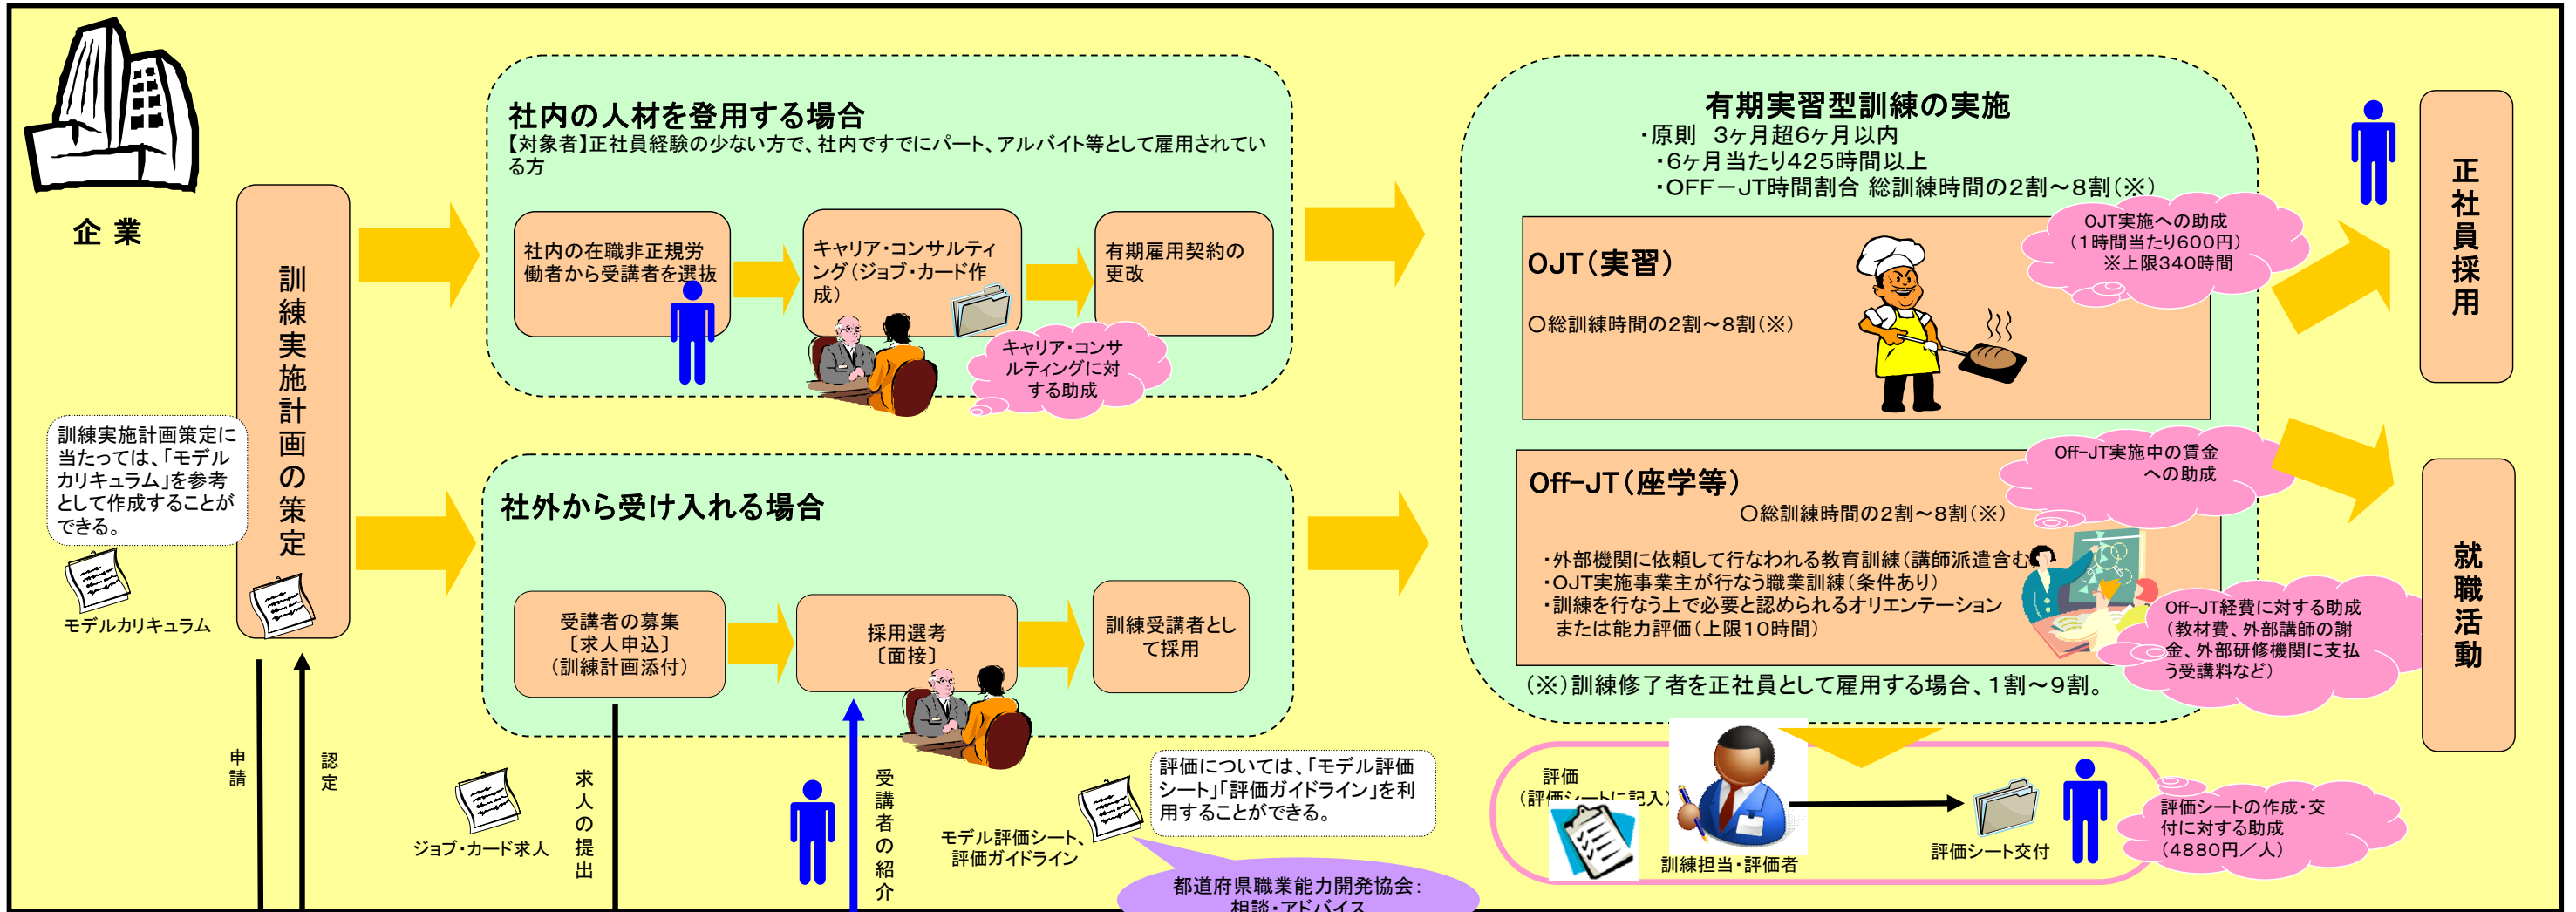 企 業
訓練実施計画の策定
訓練実施計画策定に
当たっては、「モデル
カリキュラム」を参考
として作成することが
できる。
モデルカリキュラム
申請
認定
社内の人材を登用する場合
【対象者】正社員経験の少ない方で、社内ですでにパート、アルバイト等として雇用されてい
る方
社内の在職非正規労
働者から受講者を選抜
キャリア・コンサルティ
ング(ジョブ・カード作
成)
有期雇用契約の
更改
キャリア・コンサ
ルティングに対
する助成
社外から受け入れる場合
受講者の募集
〔求人申込〕
(訓練計画添付)
採用選考
〔面接〕
訓練受講者とし
て採用
ジョブ・カード求人
求人の提出
受講者の紹介
モデル評価シート、
評価ガイドライン
評価については、「モデル評価
シート」「評価ガイドライン」を利
用することができる。
都道府県職業能力開発協会:
相談・アドバイス
有期実習型訓練の実施
・原則 3ヶ月超6ヶ月以内
・6ヶ月当たり425時間以上
・OFF-JT時間割合 総訓練時間の2割~8割(※)
OJT(実習)
○総訓練時間の2割~8割(※)
OJT実施への助成
(1時間当たり600円)
※上限340時間
Off-JT(座学等)
○総訓練時間の2割~8割(※)
・外部機関に依頼して行なわれる教育訓練(講師派遣含む
・OJT実施事業主が行なう職業訓練(条件あり)
・訓練を行なう上で必要と認められるオリエンテーション
または能力評価(上限10時間)
Off-JT実施中の賃金
への助成
Off-JT経費に対する助成
(教材費、外部講師の謝
金、外部研修機関に支払
う受講料など)
(※)訓練修了者を正社員として雇用する場合、1割~9割。
評価
(評価シートに記入)
訓練担当・評価者
評価シート交付
評価シートの作成・交
付に対する助成
(4880円/人)
正社員採用
就職活動